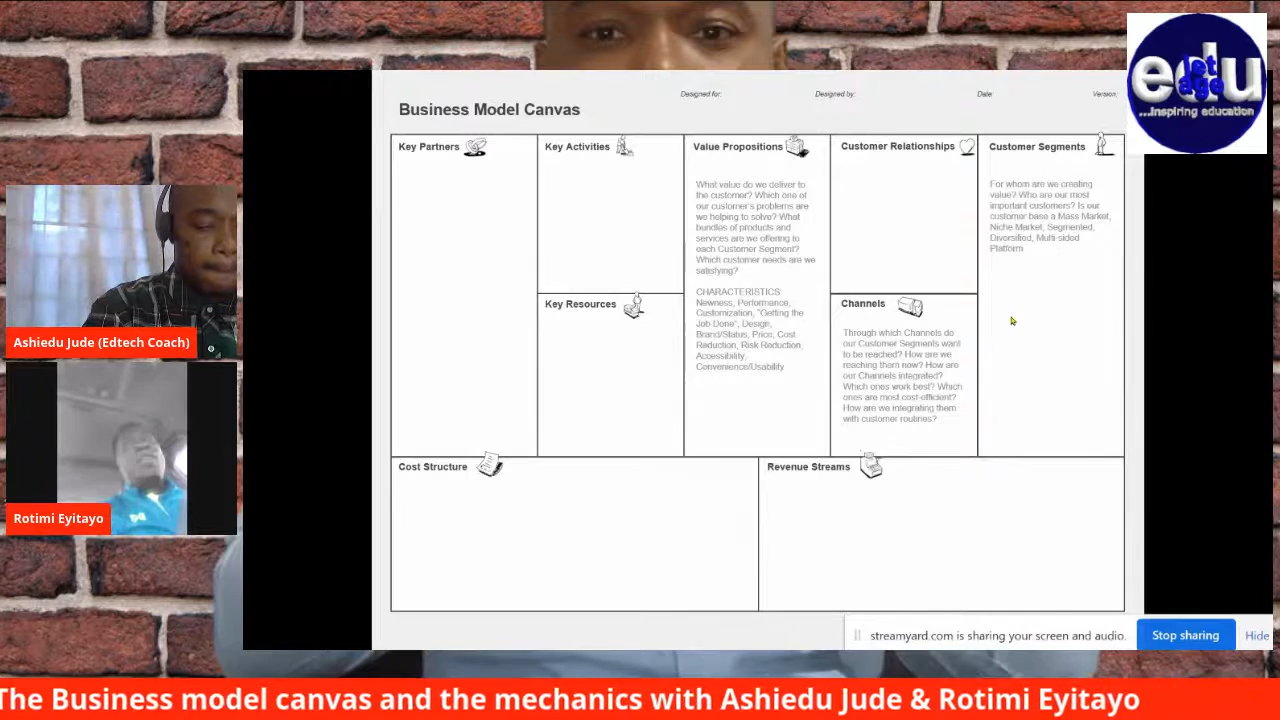 edu
jet
age
...inspiring education
Designed for:
Designed by:
Date:
Version:
Business Model Canvas
Key Partners
Key Activities
Value Propositions
Customer Relationships
Customer Segments
What value do we deliver to
the customer? Which one of
our customer's problems are
we helping to solve? What
bundles of products and
services are we offering to
each Customer Segment?
Which customer needs are we
satisfying?
CHARACTERISTICS:
Newness, Performance,
Customization, "Getting the
Job Done", Design,
Brand/Status, Price, Cost
Reduction, Risk Reduction,
Accessibility,
Convenience/Usability
For whom are we creating
value? Who are our most
important customers? Is our
customer base a Mass Market,
Niche Market, Segmented,
Diversified, Multi-sided
Platform
Key Resources
Channels
Through which Channels do
our Customer Segments want
to be reached? How are we
reaching them now? How are
our Channels integrated?
Which ones work best? Which
ones are most cost-efficient?
How are we integrating them
with customer routines?
Cost Structure
Revenue Streams
Ashiedu Jude (Edtech Coach)
Rotimi Eyitayo
streamyard.com is sharing your screen and audio.
Stop sharing
Hide
The Business model canvas and the mechanics with Ashiedu Jude & Rotimi Eyitayo